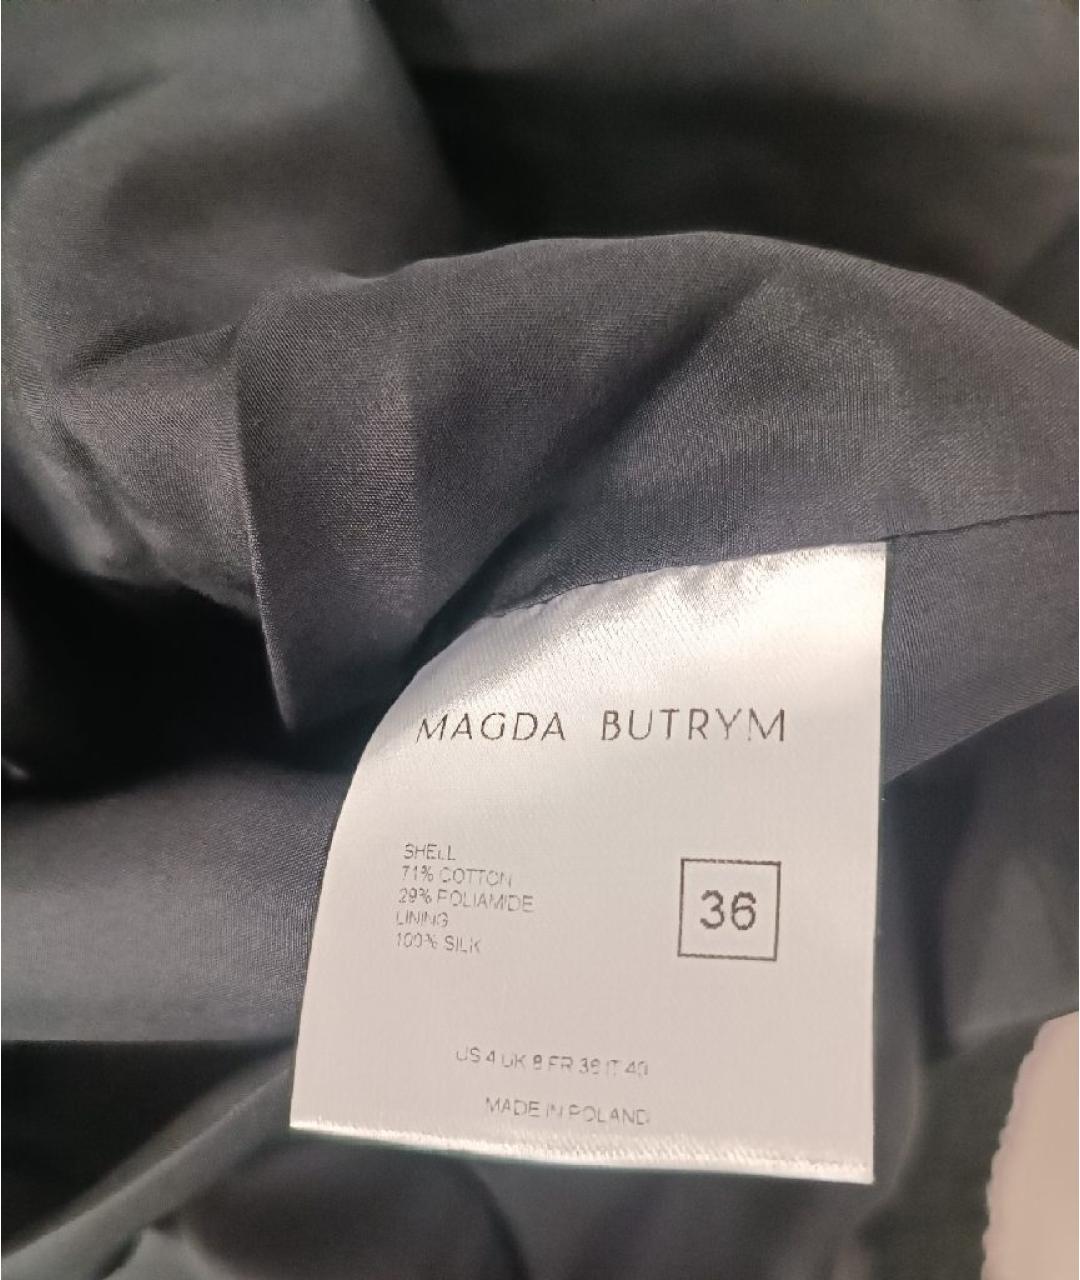 MAGDA BUTRYM
SHELL
71% COTTON
29% POLIAMIDE
LINING
100% SILK
36
US 4 UK 8 FR 36 IT 40
MADE IN POLAND